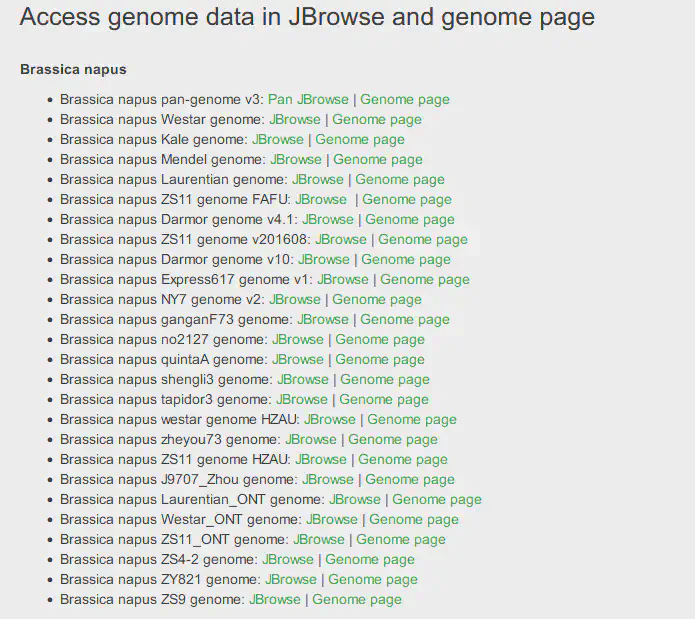 Access genome data in JBrowse and genome page
Brassica napus
• Brassica napus pan-genome v3: Pan JBrowse | Genome page
• Brassica napus Westar genome: JBrowse | Genome page
• Brassica napus Kale genome: JBrowse | Genome page
• Brassica napus Mendel genome: JBrowse | Genome page
• Brassica napus Laurentian genome: JBrowse | Genome page
• Brassica napus ZS11 genome FAFU: JBrowse | Genome page
• Brassica napus Darmor genome v4.1: JBrowse | Genome page
• Brassica napus ZS11 genome v201608: JBrowse | Genome page
• Brassica napus Darmor genome v10: JBrowse | Genome page
• Brassica napus Express617 genome v1: JBrowse | Genome page
• Brassica napus NY7 genome v2: JBrowse | Genome page
• Brassica napus ganganF73 genome: JBrowse | Genome page
• Brassica napus no2127 genome: JBrowse | Genome page
• Brassica napus quintaA genome: JBrowse | Genome page
• Brassica napus shengli3 genome: JBrowse | Genome page
• Brassica napus tapidor3 genome: JBrowse | Genome page
• Brassica napus westar genome HZAU: JBrowse | Genome page
• Brassica napus zheyou73 genome: JBrowse | Genome page
• Brassica napus ZS11 genome HZAU: JBrowse | Genome page
• Brassica napus J9707_Zhou genome: JBrowse | Genome page
• Brassica napus Laurentian_ONT genome: JBrowse | Genome page
• Brassica napus Westar_ONT genome: JBrowse | Genome page
• Brassica napus ZS11_ONT genome: JBrowse | Genome page
• Brassica napus ZS4-2 genome: JBrowse | Genome page
• Brassica napus ZY821 genome: JBrowse | Genome page
• Brassica napus ZS9 genome: JBrowse | Genome page